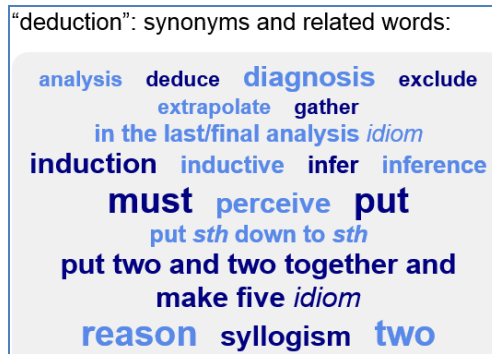 “deduction”: synonyms and related words:
analysis deduce diagnosis exclude
extrapolate gather
in the last/final analysis idiom
induction inductive infer inference
must perceive put
put sth down to sth
put two and two together and
make five idiom
reason syllogism two